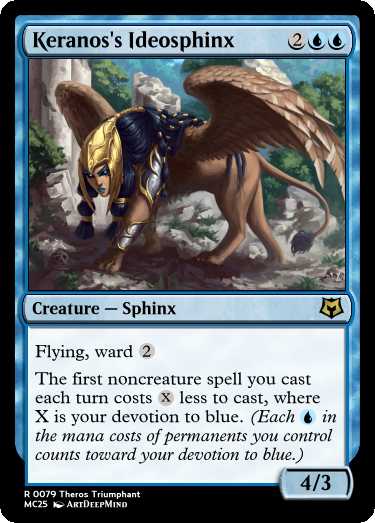 Keranos's Ideosphinx 2UU
Creature — Sphinx
Flying, ward 2
The first noncreature spell you cast
each turn costs X less to cast, where
X is your devotion to blue. (Each U in
the mana costs of permanents you control
counts toward your devotion to blue.)
4/3
R 0079 Theros Triumphant
MC25 ArtDeepMind